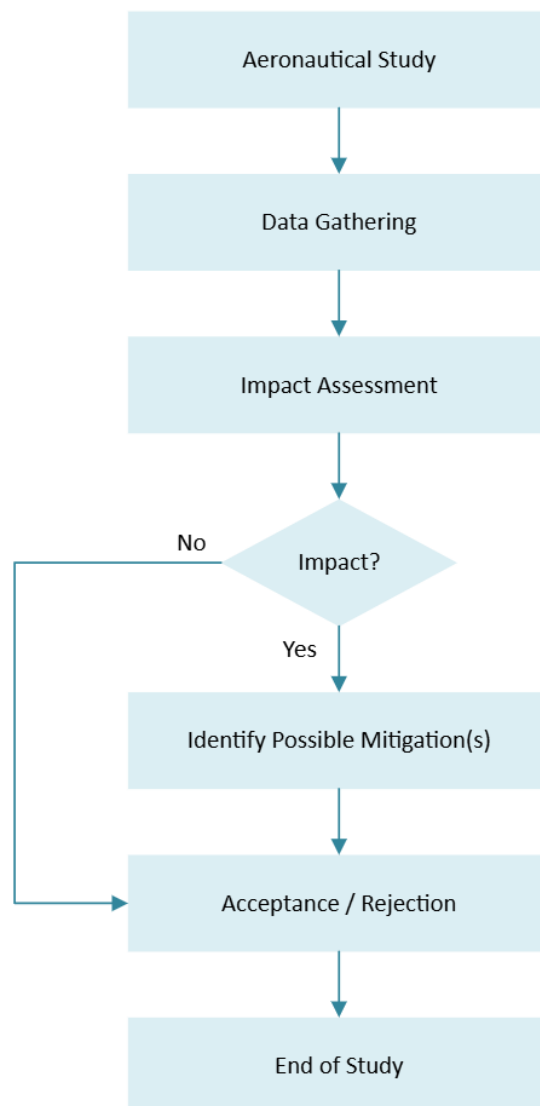 Aeronautical Study
Data Gathering
Impact Assessment
No
Impact?
Yes
Identify Possible Mitigation(s)
Acceptance / Rejection
End of Study